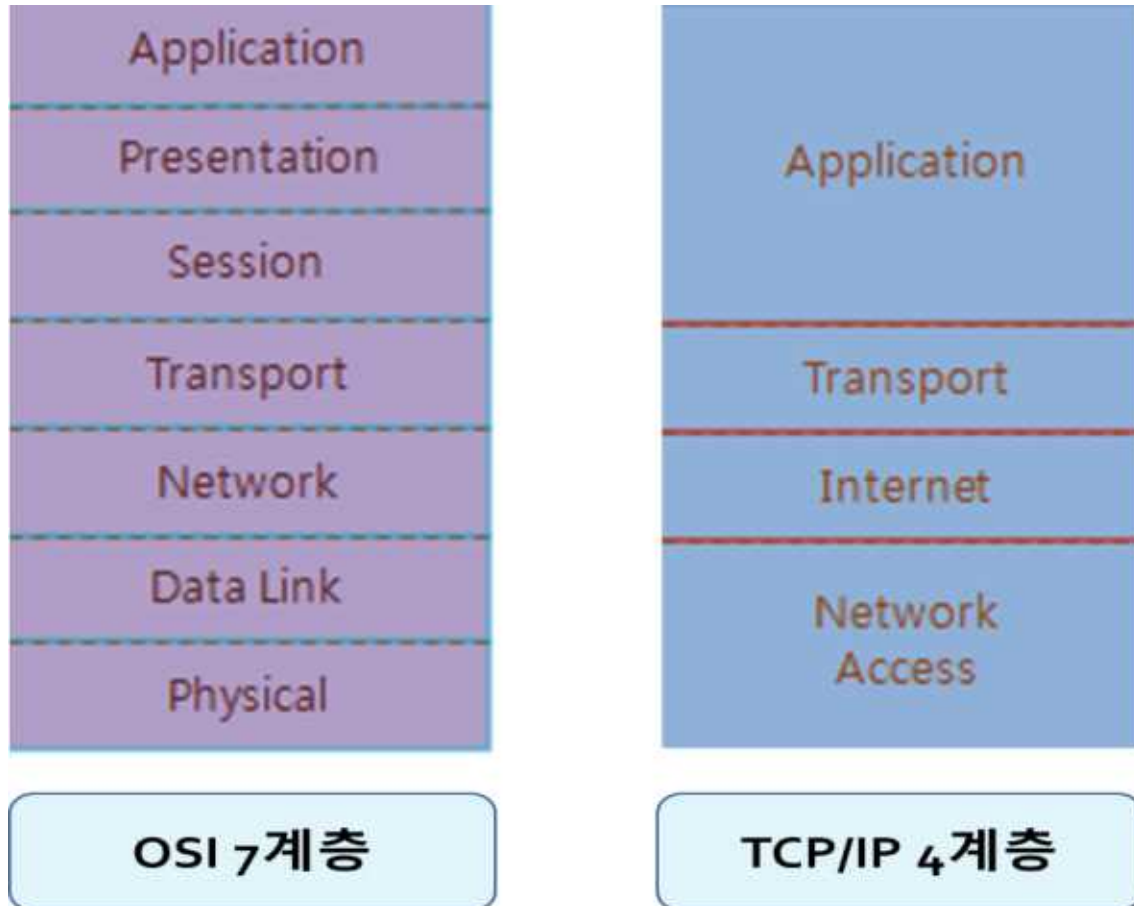 Application
Presentation
Session
Transport
Network
Data Link
Physical
OSI 7계층
Application
Transport
Internet
Network
Access
TCP/IP 4계층